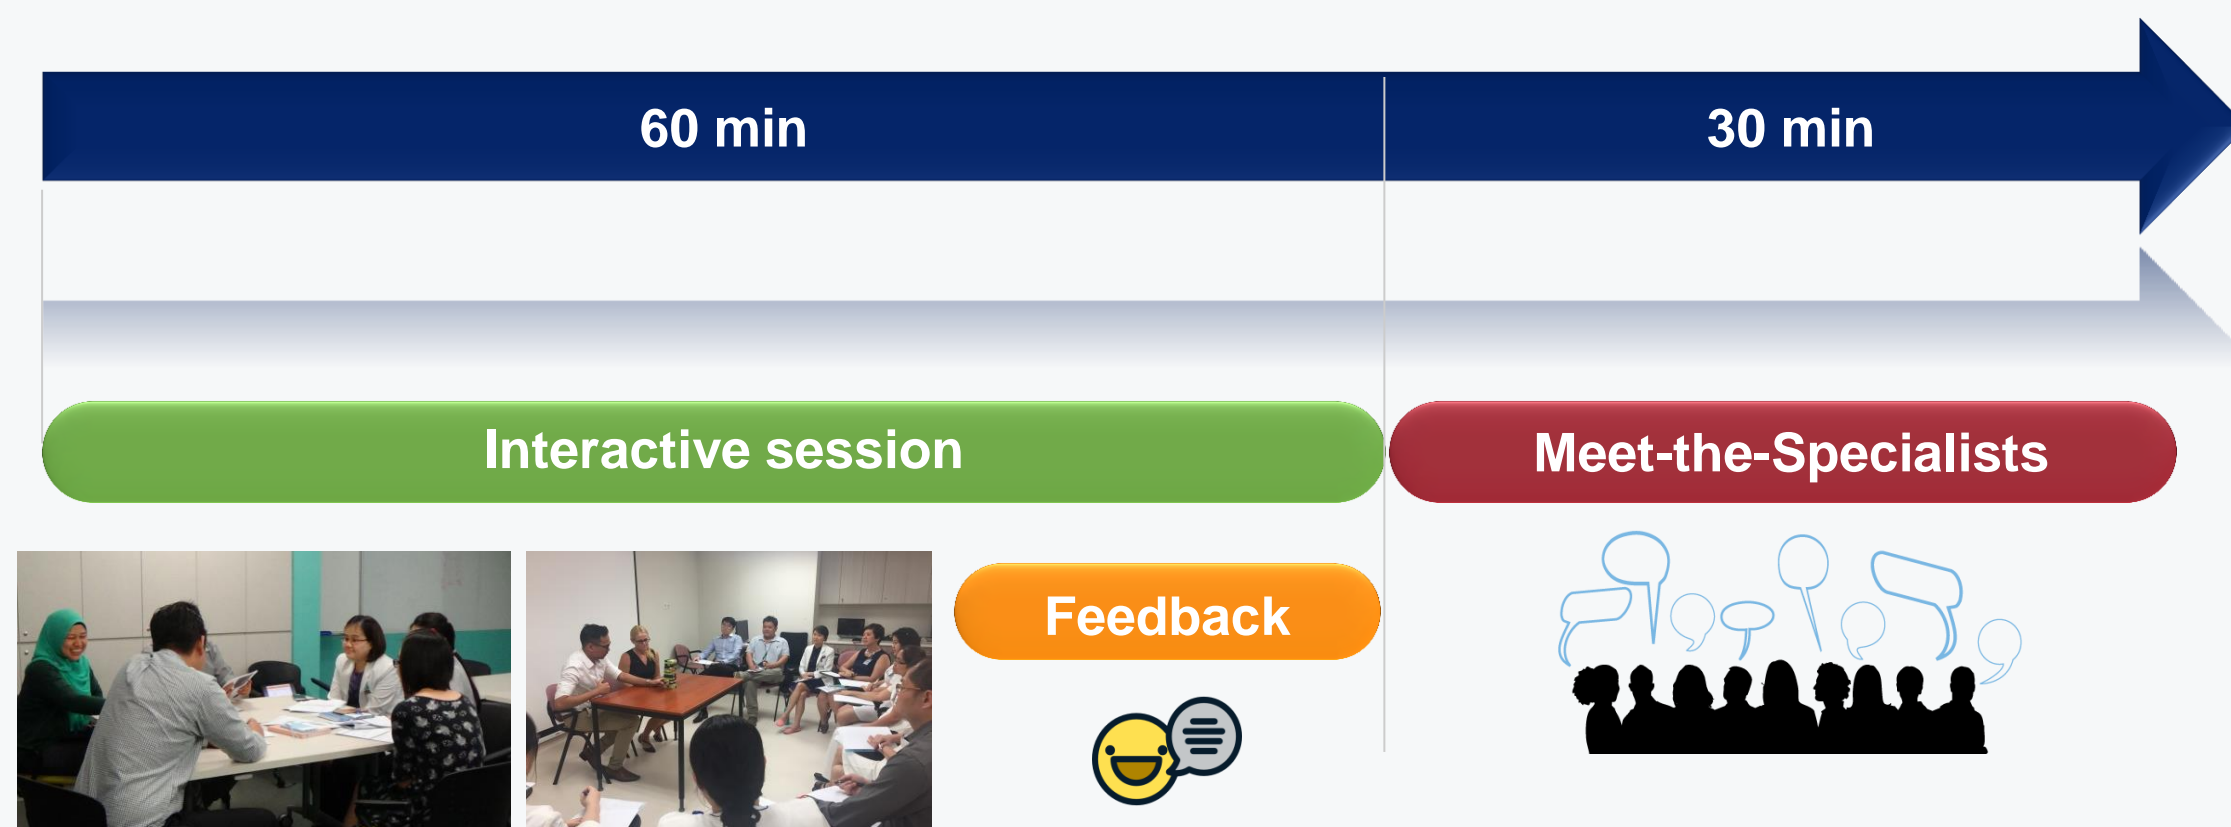 60 min
30 min
Interactive session
Meet-the-Specialists
Feedback